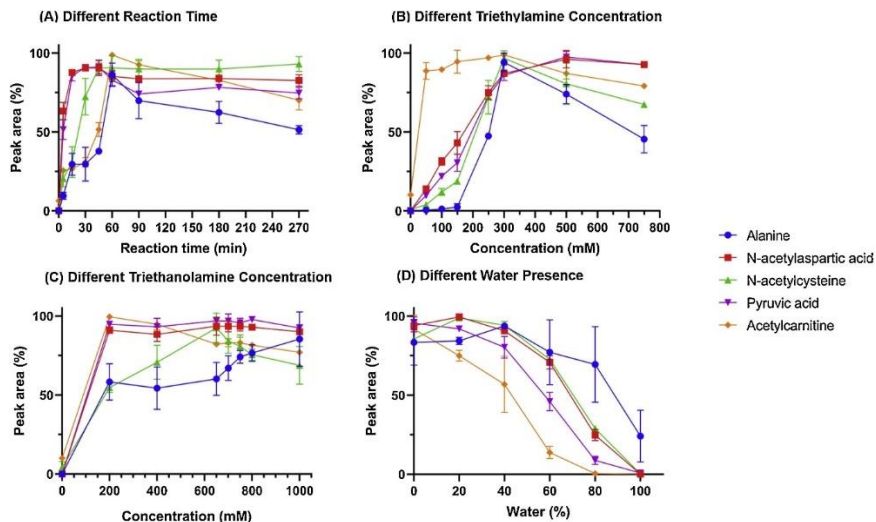 (A) Different Reaction Time
Peak area (%)
100
75
50
25
0
0 30 60 90 120 150 180 210 240 270
Reaction time (min)
(B) Different Triethylamine Concentration
Peak area (%)
100
50
0
0 100 200 300 400 500 600 700 800
Concentration (mM)
(C) Different Triethanolamine Concentration
Peak area (%)
100
50
0
0 200 400 600 800 1000
Concentration (mM)
(D) Different Water Presence
Peak area (%)
100
50
0
0 20 40 60 80 100
Water (%)
Alanine
N-acetylaspartic acid
N-acetylcysteine
Pyruvic acid
Acetylcarnitine